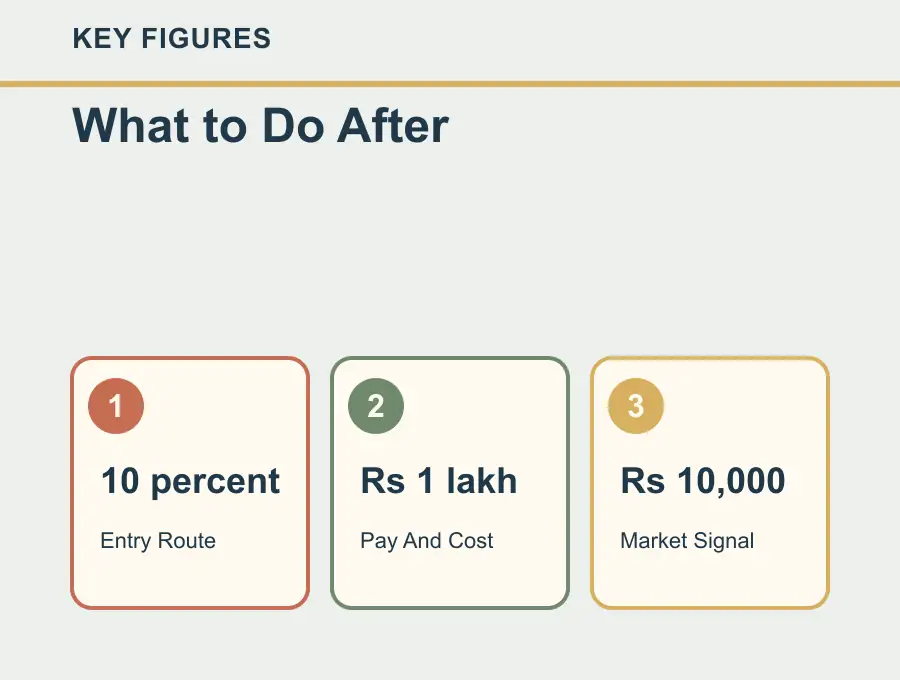 KEY FIGURES
What to Do After
1
10 percent
Entry Route
2
Rs 1 lakh
Pay And Cost
3
Rs 10,000
Market Signal